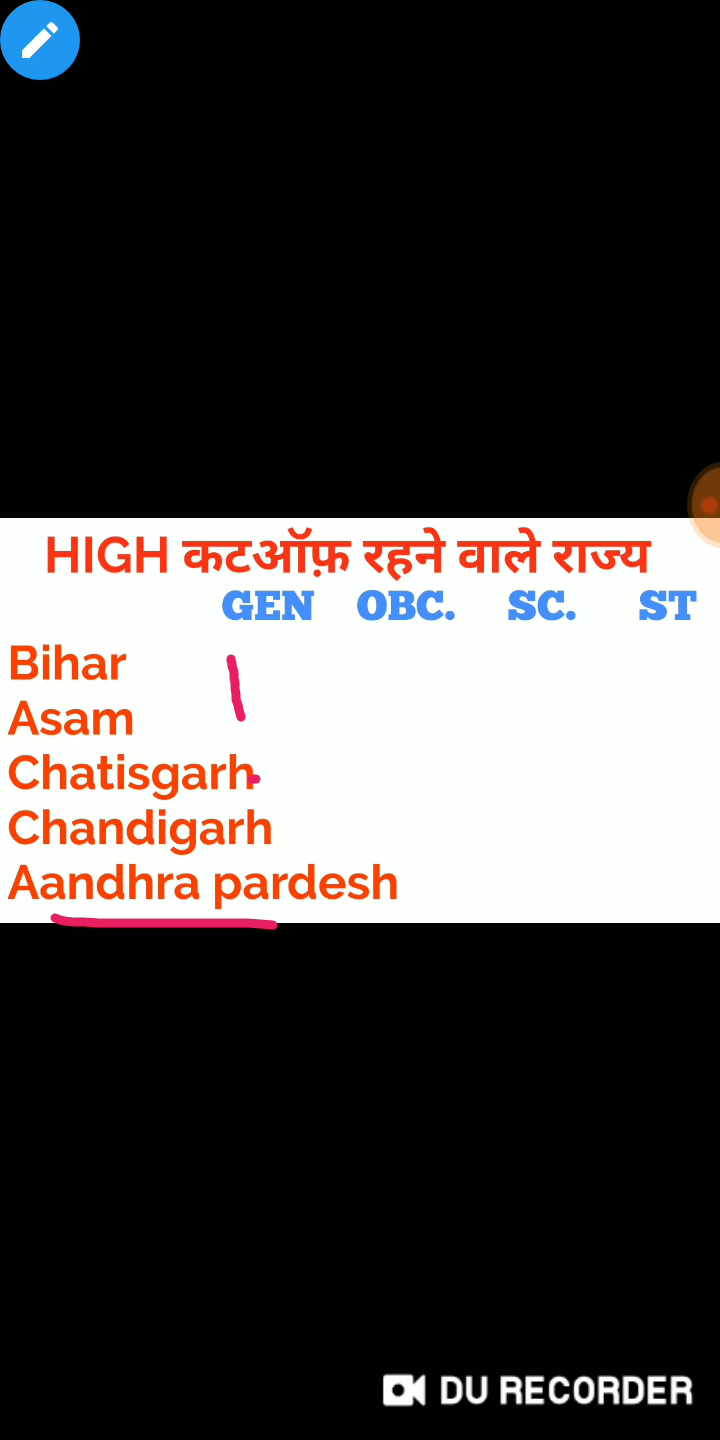 HIGH कटऑफ़ रहने वाले राज्य
GEN OBC. SC. ST
Bihar
Asam
Chatisgarh
Chandigarh
Aandhra pardesh
DU RECORDER